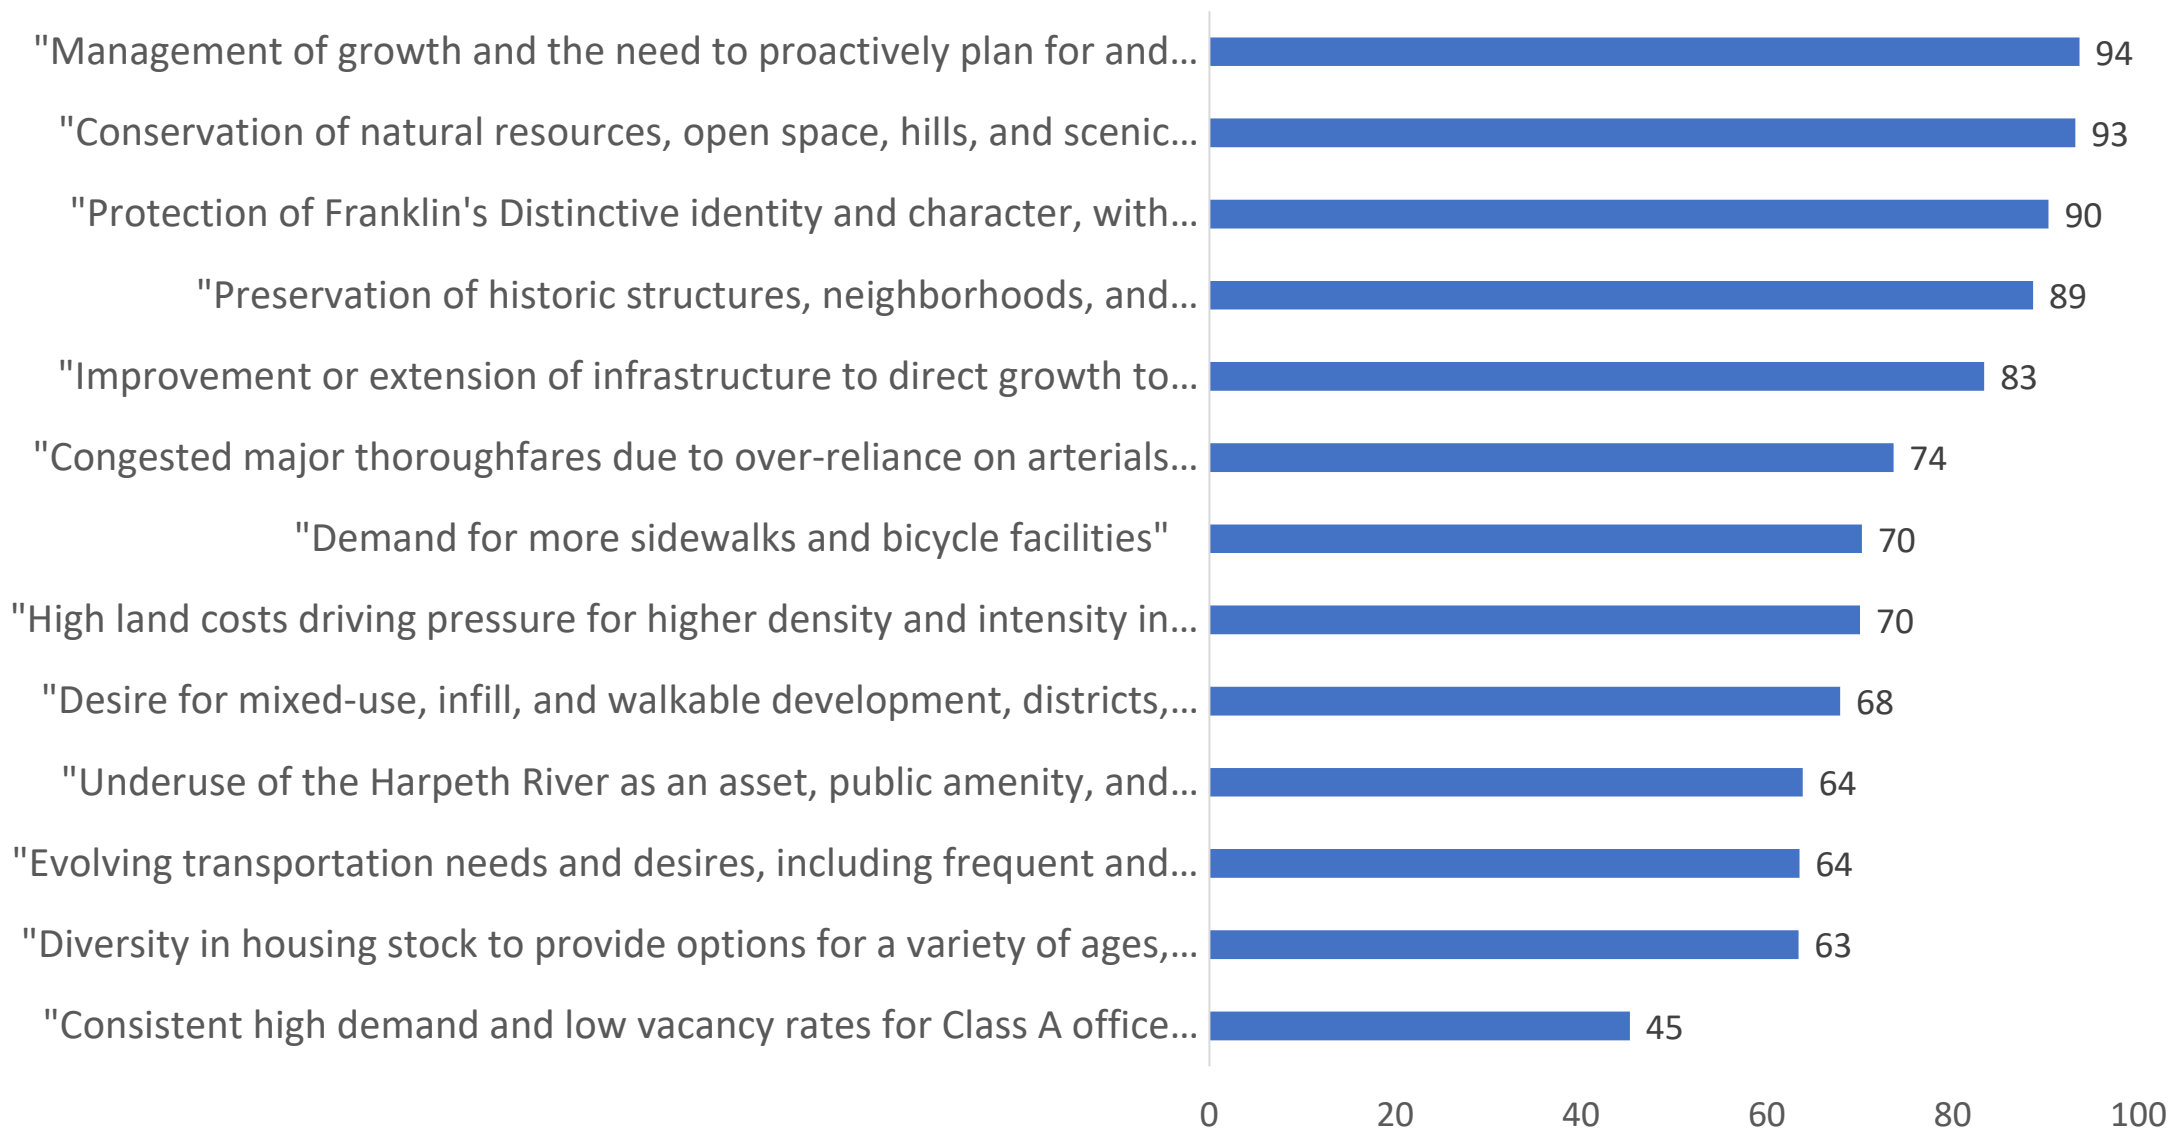 "Management of growth and the need to proactively plan for and... 94
"Conservation of natural resources, open space, hills, and scenic... 93
"Protection of Franklin's Distinctive identity and character, with... 90
"Preservation of historic structures, neighborhoods, and... 89
"Improvement or extension of infrastructure to direct growth to... 83
"Congested major thoroughfares due to over-reliance on arterials... 74
"Demand for more sidewalks and bicycle facilities" 70
"High land costs driving pressure for higher density and intensity in... 70
"Desire for mixed-use, infill, and walkable development, districts,... 68
"Underuse of the Harpeth River as an asset, public amenity, and... 64
"Evolving transportation needs and desires, including frequent and... 64
"Diversity in housing stock to provide options for a variety of ages,... 63
"Consistent high demand and low vacancy rates for Class A office... 45
0 20 40 60 80 100